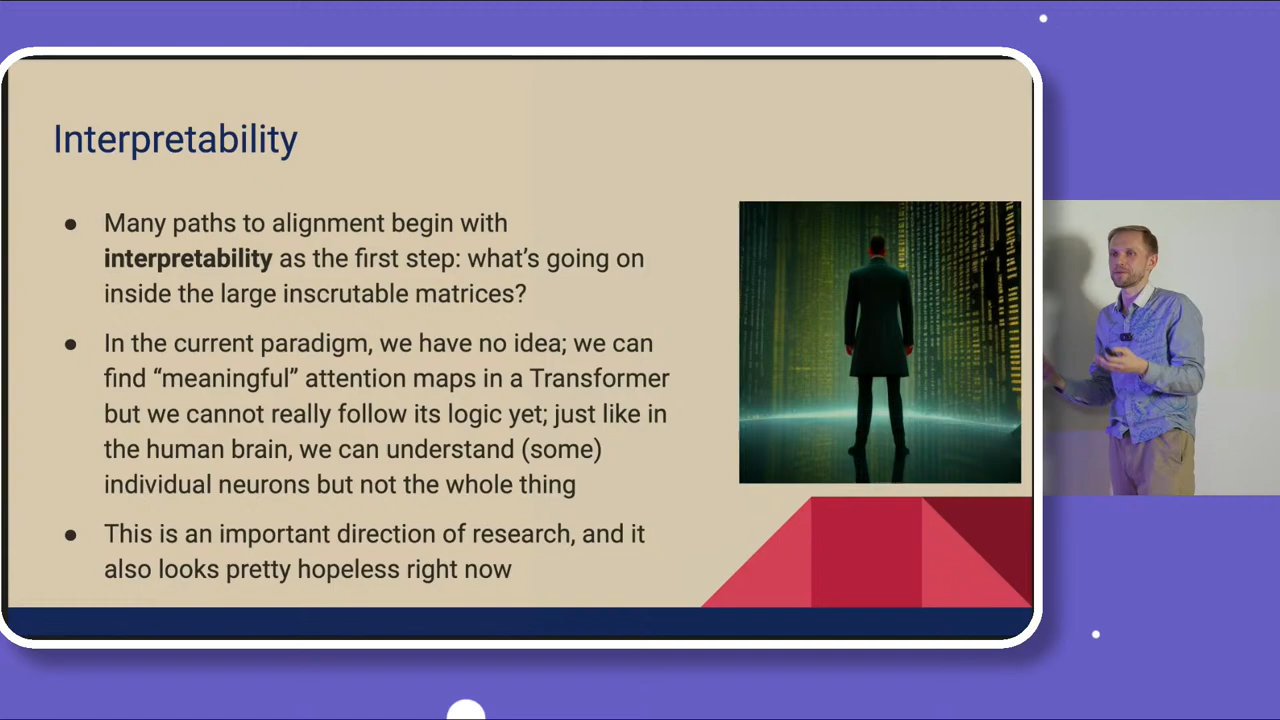 Interpretability
● Many paths to alignment begin with
interpretability as the first step: what’s going on
inside the large inscrutable matrices?
● In the current paradigm, we have no idea; we can
find “meaningful” attention maps in a Transformer
but we cannot really follow its logic yet; just like in
the human brain, we can understand (some)
individual neurons but not the whole thing
● This is an important direction of research, and it
also looks pretty hopeless right now